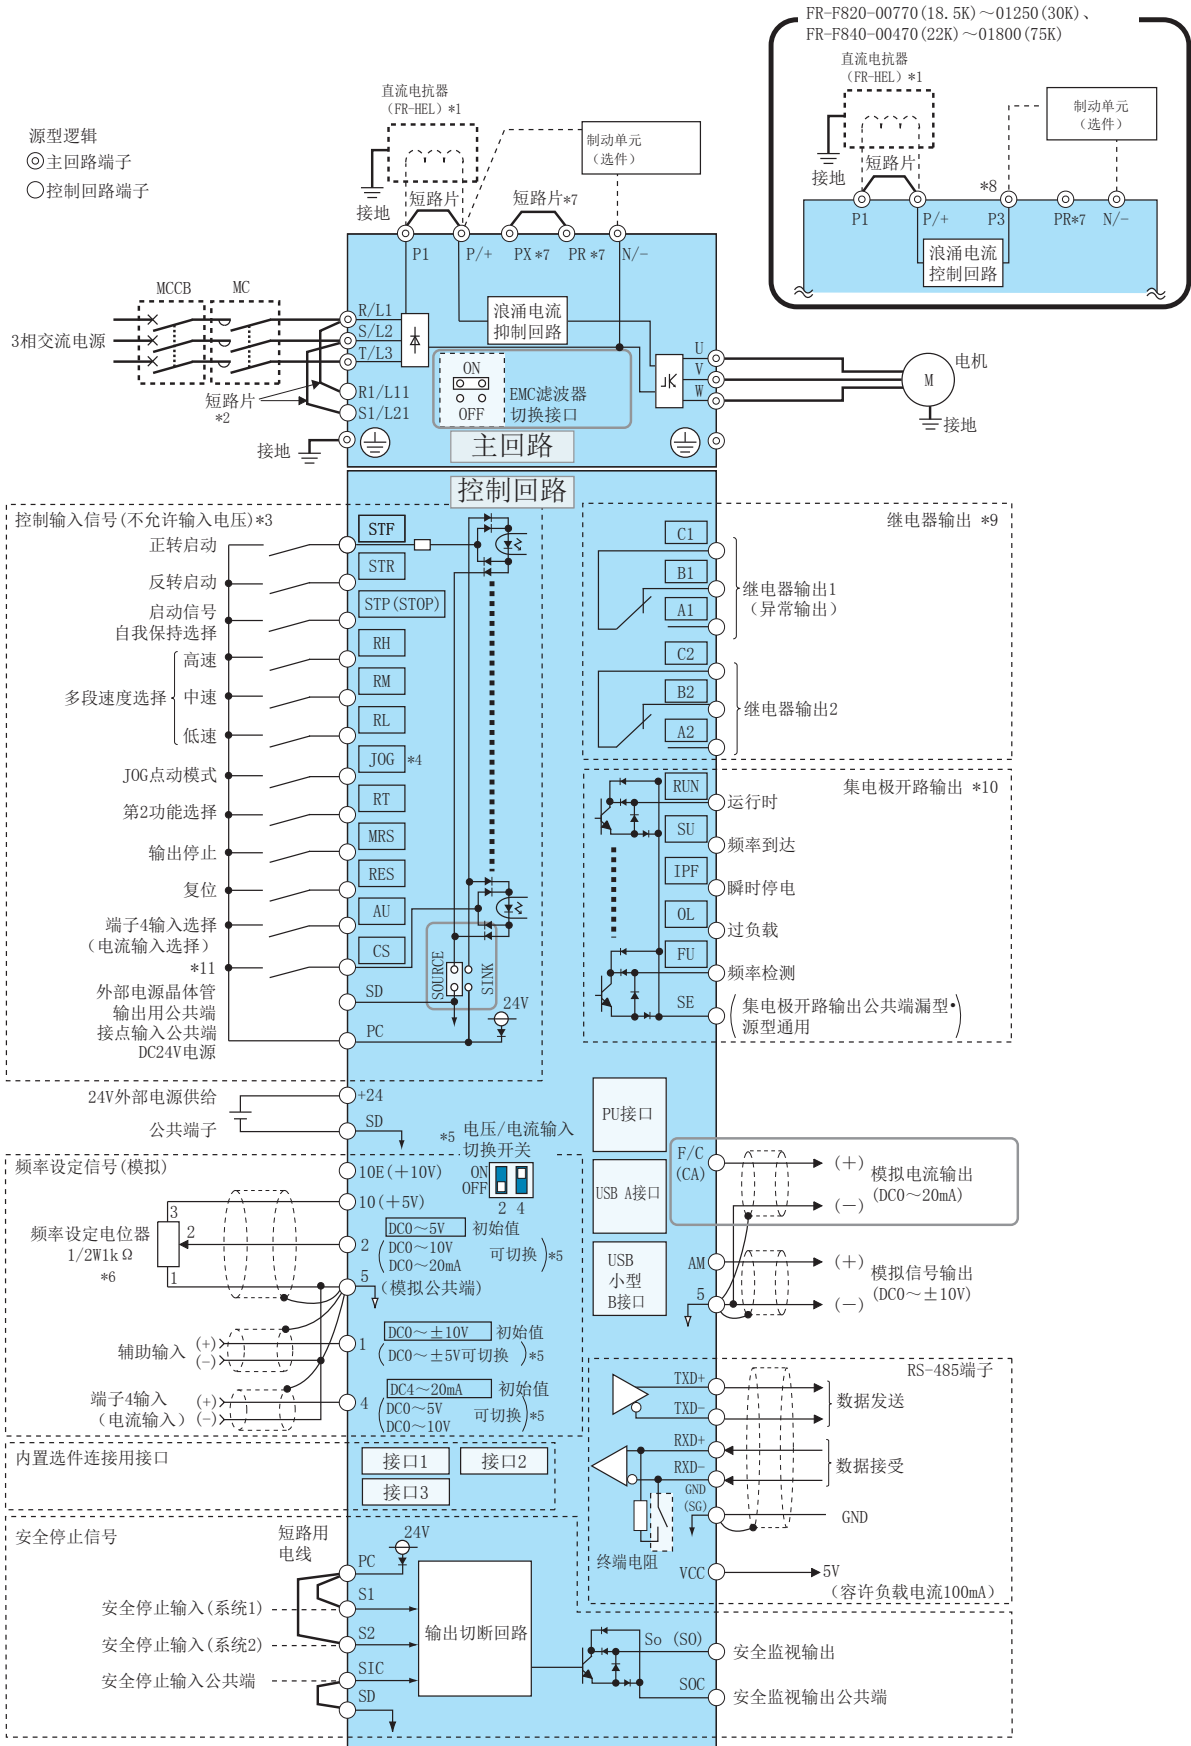 FR-F820-00770(18.5K)～01250(30K)、
FR-F840-00470(22K)～01800(75K)
直流电抗器
（FR-HEL）*1
制动单元
（选件）
接地
短路片
*8
P1
P/+
P3
PR*7
N/-
浪涌电流
控制回路
源型逻辑
主回路端子
控制回路端子
直流电抗器
（FR-HEL）*1
制动单元
（选件）
接地
短路片
短路片*7
P1
P/+
PX*7
PR*7
N/-
MCCB
MC
3相交流电源
R/L1
S/L2
T/L3
R1/L11
S1/L21
短路片
*2
接地
浪涌电流
抑制回路
ON
OFF
EMC滤波器
切换接口
主回路
U
V
W
M
电机
接地
控制回路
控制输入信号(不允许输入电压)*3
正转启动
STF
反转启动
STR
启动信号
自我保持选择
STP(STOP)
多段速度选择
高速
RH
中速
RM
低速
RL
JOG点动模式
JOG
*4
第2功能选择
RT
输出停止
MRS
复位
RES
端子4输入选择
（电流输入选择）
AU
*11
CS
SOURCE
SINK
外部电源晶体管
输出用公共端
接点输入公共端
DC24V电源
SD
PC
24V
继电器输出 *9
C1
B1
A1
继电器输出1
（异常输出）
C2
B2
A2
继电器输出2
集电极开路输出 *10
RUN
运行时
SU
频率到达
IPF
瞬时停电
OL
过负载
FU
频率检测
SE
集电极开路输出公共端漏型•
源型通用
24V外部电源供给
+24
公共端子
SD
*5
电压/电流输入
切换开关
ON
OFF
2 4
频率设定信号(模拟)
10E(＋10V)
10(＋5V)
频率设定电位器
1/2W1kΩ
*6
3
2
1
2
DC0～5V 初始值
DC0～10V
DC0～20mA
可切换
*5
5
(模拟公共端)
辅助输入
(+)
(-)
1
DC0～±10V 初始值
DC0～±5V可切换
*5
端子4输入
（电流输入）
(+)
(-)
4
DC4～20mA 初始值
DC0～5V
DC0～10V
可切换
*5
PU接口
USB A接口
USB
小型
B接口
F/C
(CA)
(＋)
(－)
模拟电流输出
(DC0～20mA)
AM
5
(＋)
(－)
模拟信号输出
(DC0～±10V)
RS-485端子
TXD+
TXD-
数据发送
RXD+
RXD-
数据接受
GND
(SG)
GND
终端电阻
VCC
5V
（容许负载电流100mA）
内置选件连接用接口
接口1
接口2
接口3
安全停止信号
短路用
电线
24V
PC
安全停止输入(系统1)
S1
安全停止输入(系统2)
S2
安全停止输入公共端
SIC
SD
输出切断回路
So (SO)
安全监视输出
SOC
安全监视输出公共端